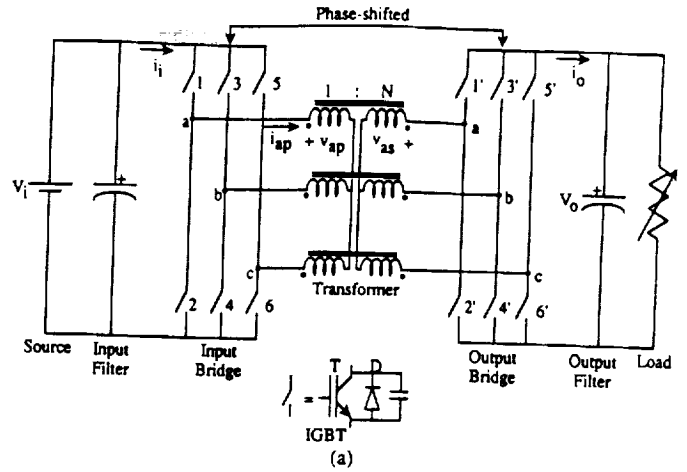 Phase-shifted
i_i
i_o
1
3
5
1'
3'
5'
1 : N
a
i_ap
+ v_ap
v_as +
a
V_i
+
b
b
V_o
+
c
c
Transformer
2
4
6
2'
4'
6'
Source
Input
Filter
Input
Bridge
Output
Bridge
Output
Filter
Load
T
D
=
IGBT
(a)